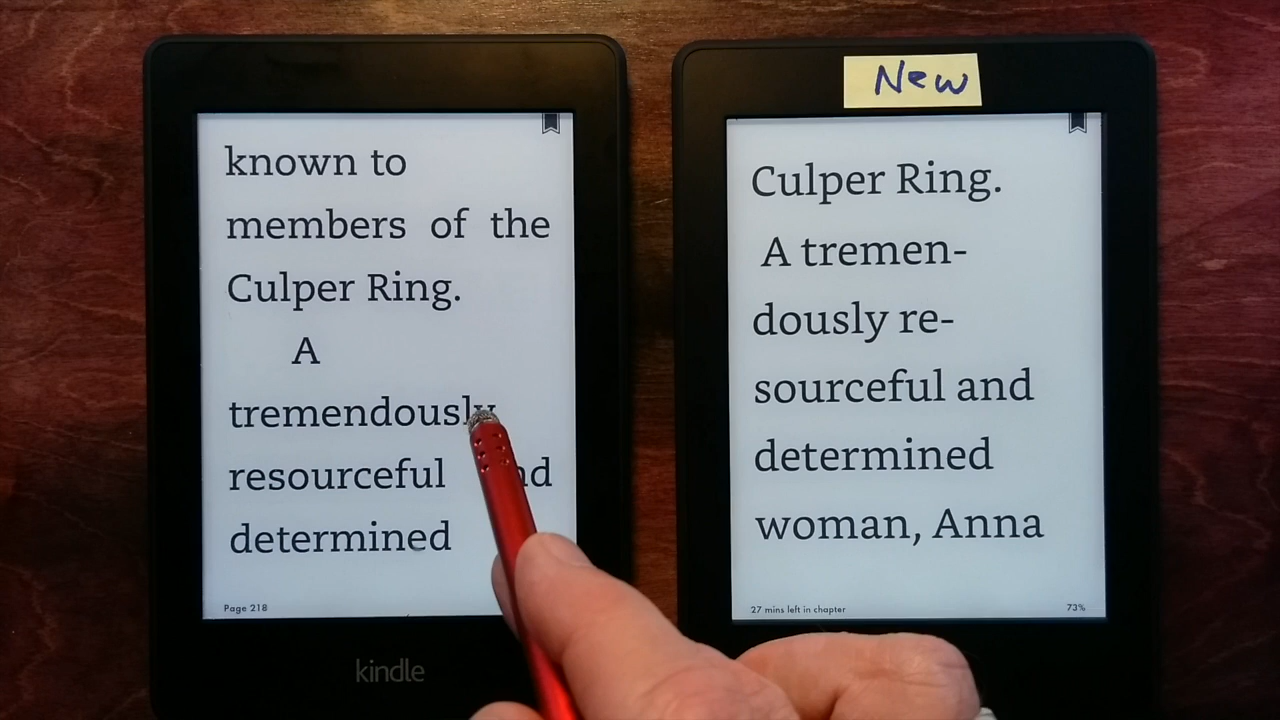 known to
members of the
Culper Ring.
A
tremendously
resourceful
determined
Page 218
kindle
New
Culper Ring.
A tremen-
dously re-
sourceful and
determined
woman, Anna
27 mins left in chapter
73%